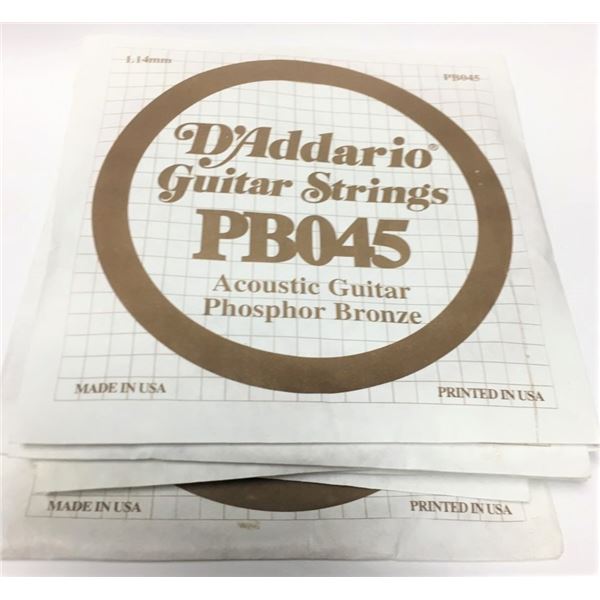 1.14mm PB045
D'Addario®
Guitar Strings
PB045
Acoustic Guitar
Phosphor Bronze
MADE IN USA PRINTED IN USA
MADE IN USA PRINTED IN USA